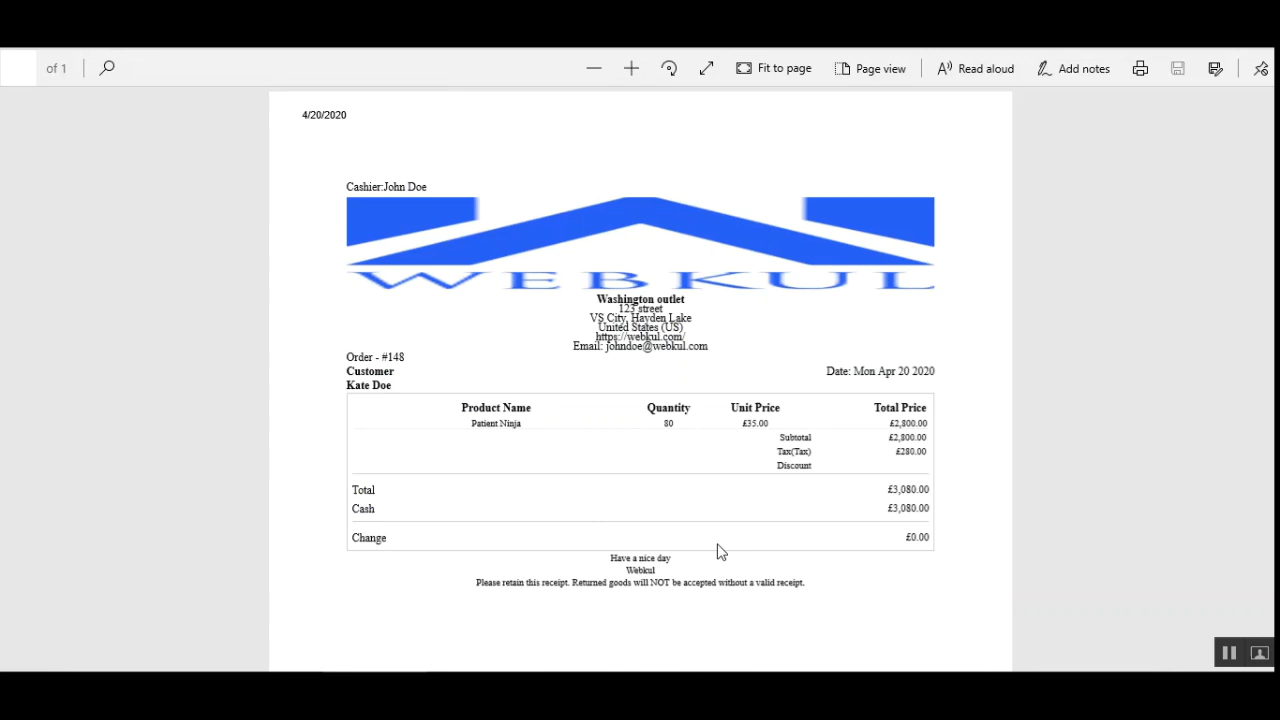 of 1 Fit to page Page view Read aloud Add notes
4/20/2020
Cashier:John Doe
WEBKUL
Washington outlet
123 street
VS City, Hayden Lake
United States (US)
https://webkul.com/
Email: johndoe@webkul.com
Order - #148
Customer Date: Mon Apr 20 2020
Kate Doe
Product Name Quantity Unit Price Total Price
Patient Ninja 80 £35.00 £2,800.00
Subtotal £2,800.00
Tax(Tax) £280.00
Discount
Total £3,080.00
Cash £3,080.00
Change £0.00
Have a nice day
Webkul
Please retain this receipt. Returned goods will NOT be accepted without a valid receipt.